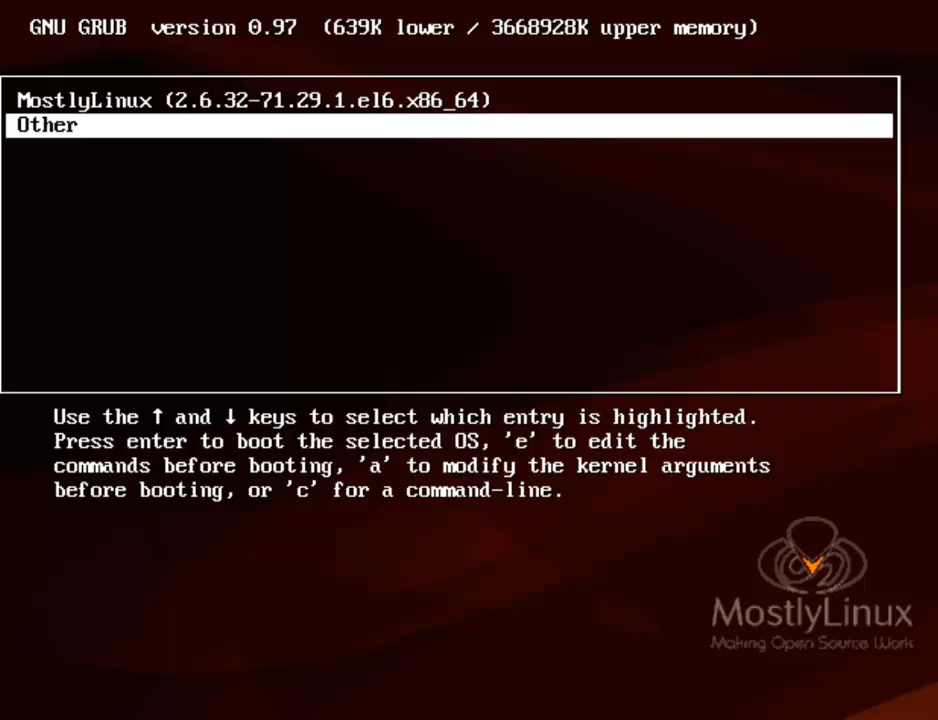 GNU GRUB version 0.97 (639K lower / 3668928K upper memory)
MostlyLinux (2.6.32-71.29.1.el6.x86_64)
Other
Use the ↑ and ↓ keys to select which entry is highlighted.
Press enter to boot the selected OS, 'e' to edit the
commands before booting, 'a' to modify the kernel arguments
before booting, or 'c' for a command-line.
MostlyLinux
Making Open Source Work